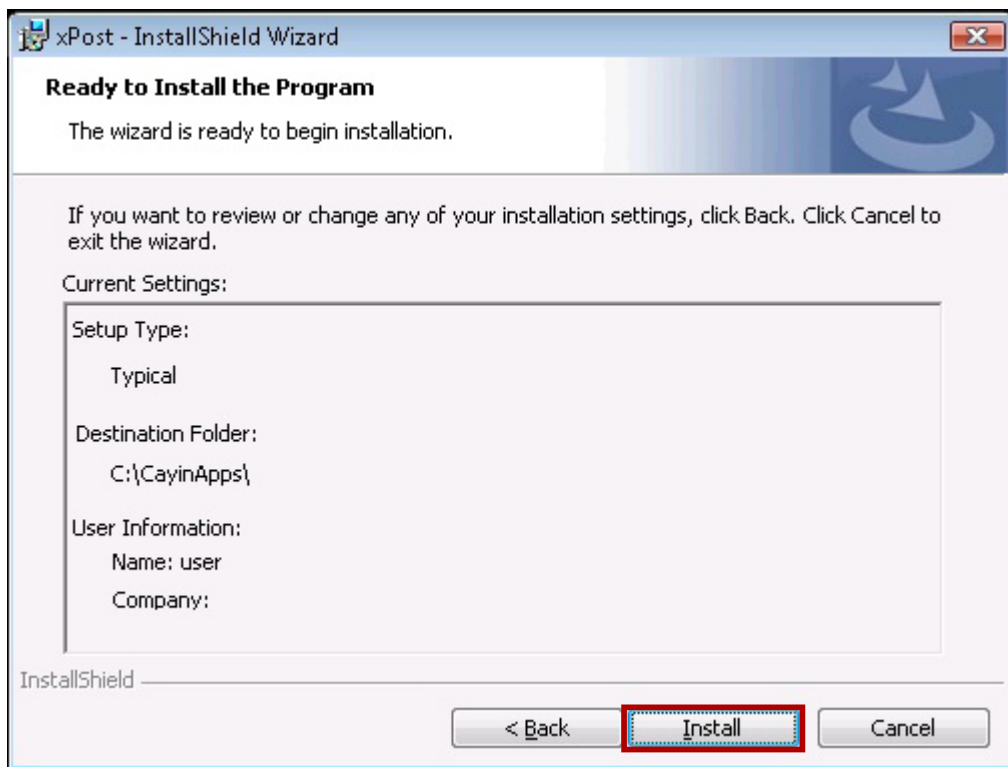 xPost - InstallShield Wizard
Ready to Install the Program
The wizard is ready to begin installation.
If you want to review or change any of your installation settings, click Back. Click Cancel to
exit the wizard.
Current Settings:
Setup Type:
Typical
Destination Folder:
C:\CayinApps\
User Information:
Name: user
Company:
InstallShield
< Back
Install
Cancel